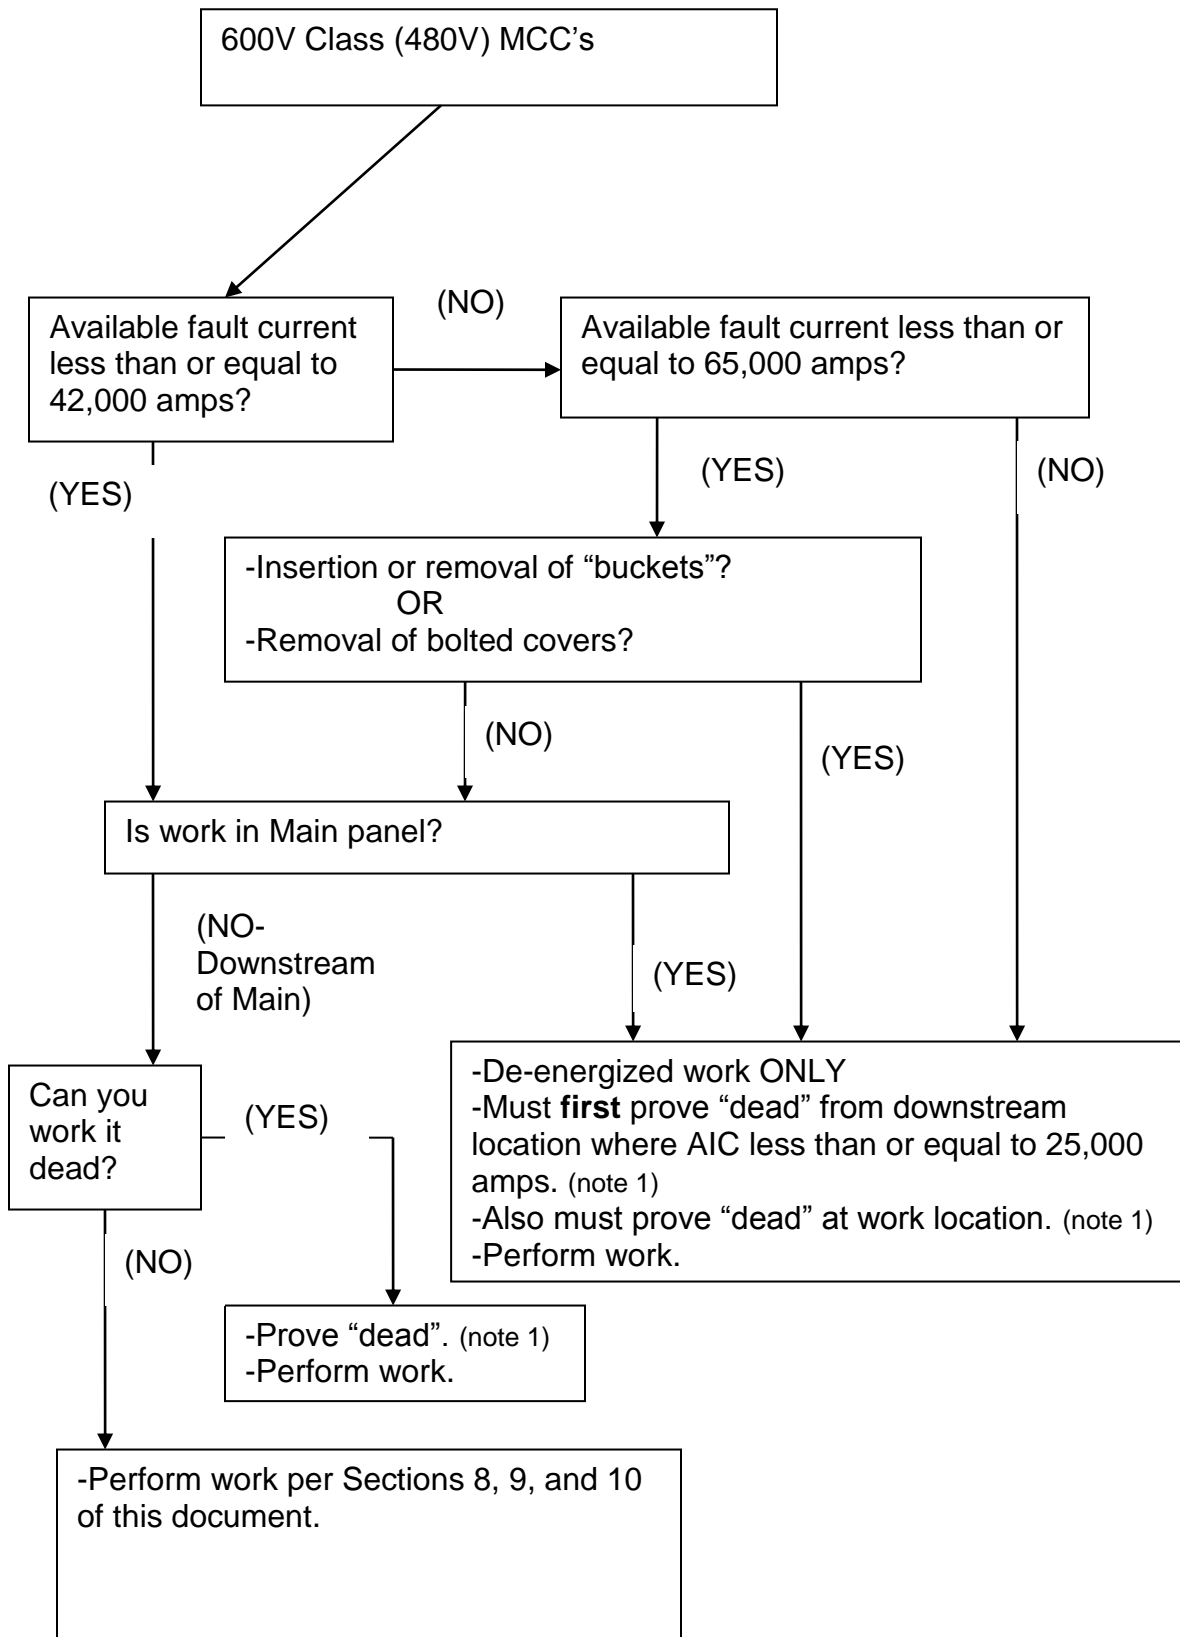 600V Class (480V) MCC’s
Available fault current
less than or equal to
42,000 amps?
(NO)
Available fault current less than or
equal to 65,000 amps?
(YES)
(YES)
(NO)
-Insertion or removal of “buckets”?
OR
-Removal of bolted covers?
(NO)
(YES)
Is work in Main panel?
(NO-
Downstream
of Main)
(YES)
Can you
work it
dead?
(YES)
-De-energized work ONLY
-Must first prove “dead” from downstream
location where AIC less than or equal to 25,000
amps. (note 1)
-Also must prove “dead” at work location. (note 1)
-Perform work.
(NO)
-Prove “dead”. (note 1)
-Perform work.
-Perform work per Sections 8, 9, and 10
of this document.